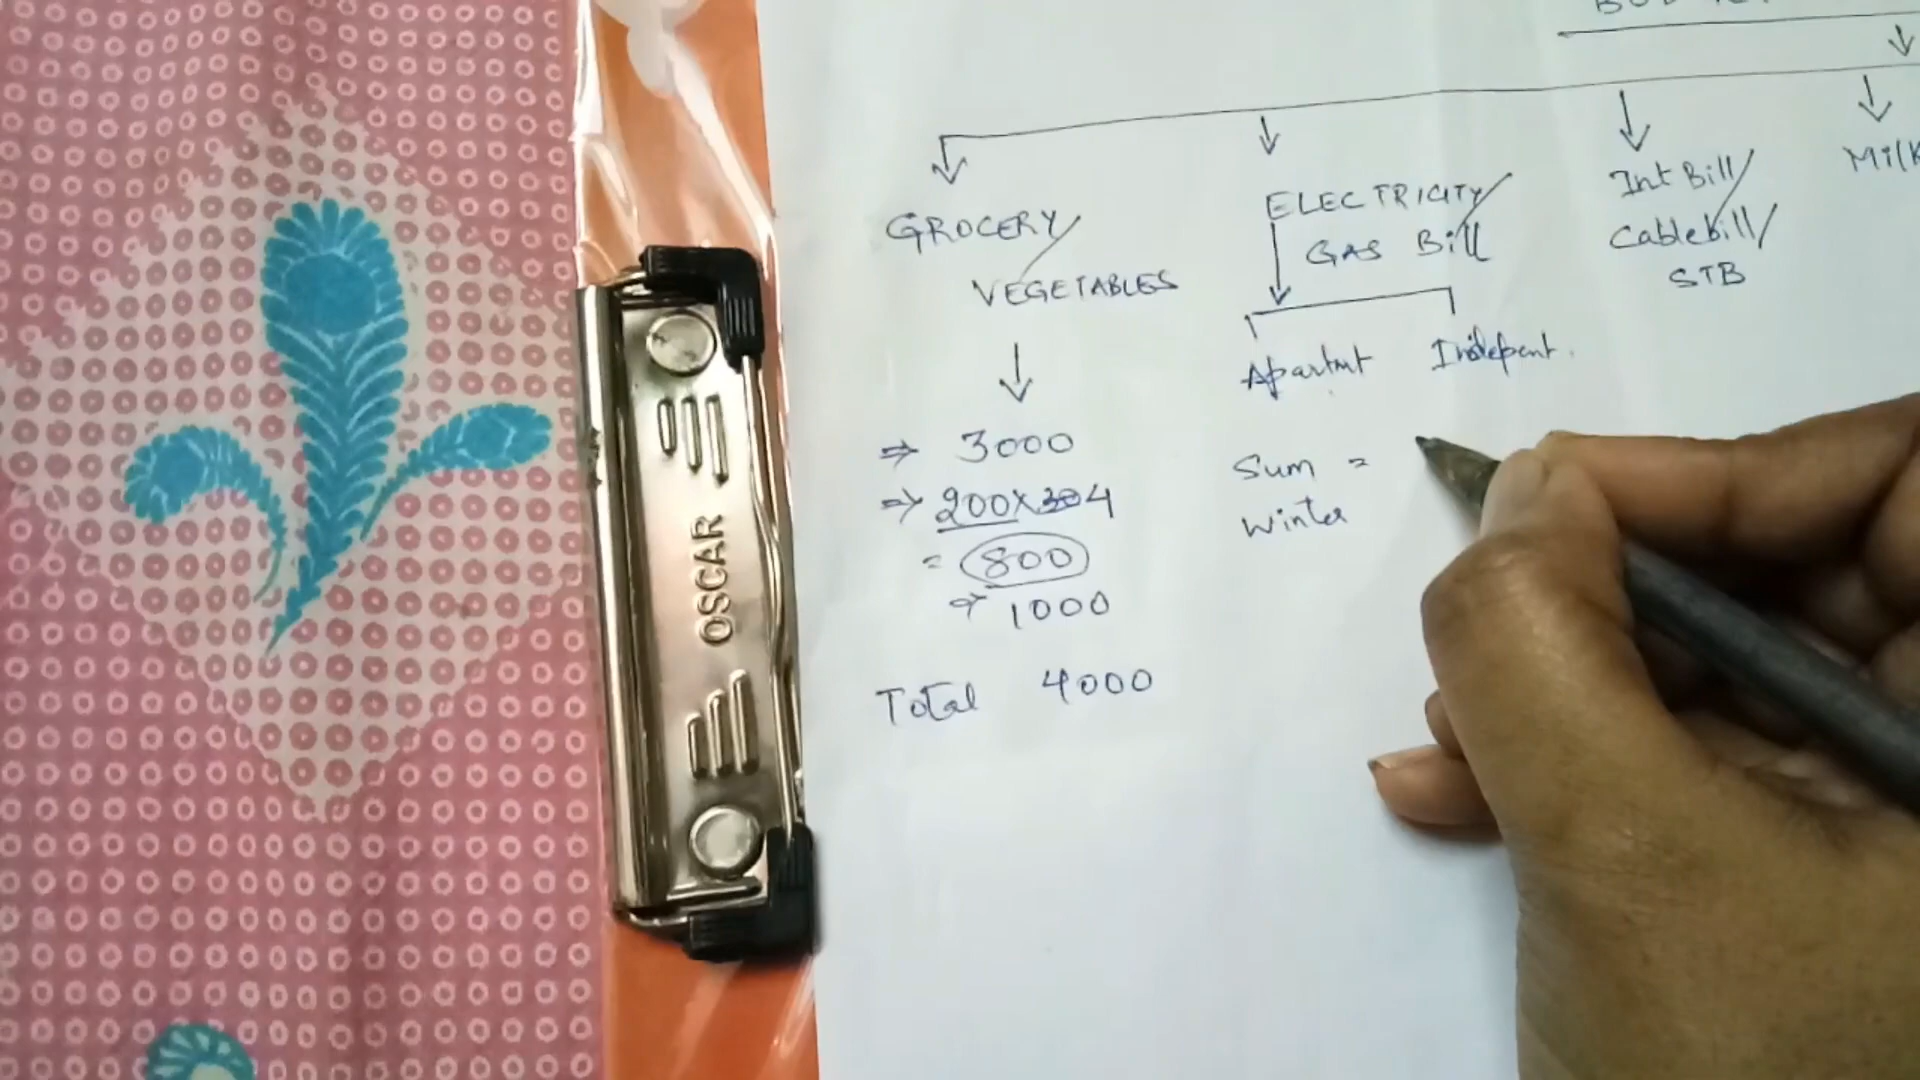 GROCERY/
VEGETABLES
⇒ 3000
⇒ 200x304
= 800
⇒ 1000
Total 4000
ELECTRICITY/
GAS Bill
Apartmt Indepent.
Sum =
Winter
Int Bill/
Cablebill/
STB
Milk
OSCAR